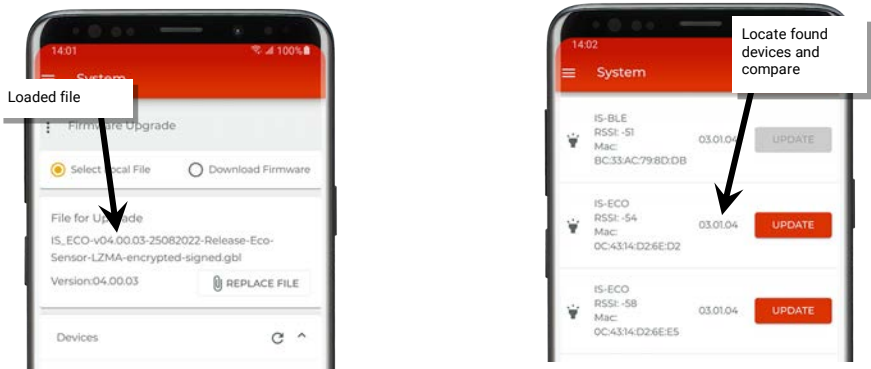 14:01
100%
System
Loaded file
Firmware Upgrade
Select Local File
Download Firmware
File for Upgrade
IS_ECO-v04.00.03-25082022-Release-Eco-
Sensor-LZMA-encrypted-signed.gbl
Version:04.00.03
REPLACE FILE
Devices
14:02
System
Locate found
devices and
compare
IS-BLE
RSSI: -51
Mac:
BC:33:AC:79:8D:DB
03.01.04
UPDATE
IS-ECO
RSSI: -54
Mac:
0C:43:14:D2:6E:D2
03.01.04
UPDATE
IS-ECO
RSSI: -58
Mac:
0C:43:14:D2:6E:E5
03.01.04
UPDATE